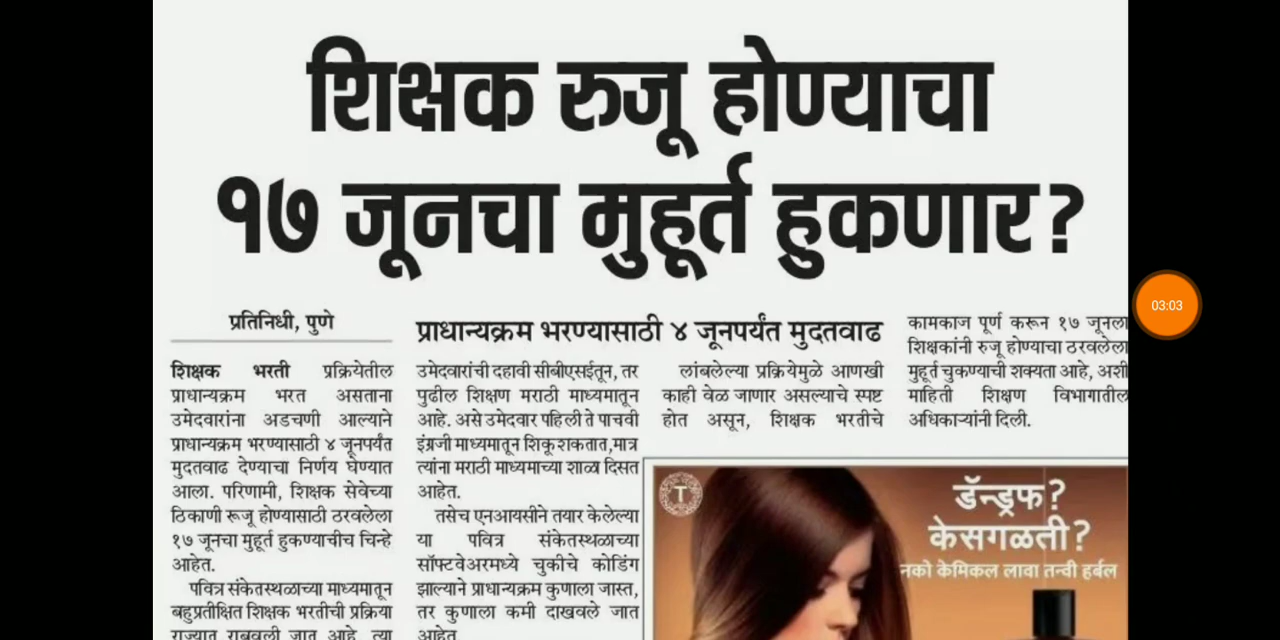 शिक्षक रुजू होण्याचा
१७ जूनचा मुहूर्त हुकणार?
प्रतिनिधी, पुणे
शिक्षक भरती प्रक्रियेतील
प्राधान्यक्रम भरत असताना
उमेदवारांना अडचणी आल्याने
प्राधान्यक्रम भरण्यासाठी ४ जूनपर्यंत
मुदतवाढ देण्याचा निर्णय घेण्यात
आला. परिणामी, शिक्षक सेवेच्या
ठिकाणी रूजू होण्यासाठी ठरवलेला
१७ जूनचा मुहूर्त हुकण्याचीच चिन्हे
आहेत.
पवित्र संकेतस्थळाच्या माध्यमातून
बहुप्रतीक्षित शिक्षक भरतीची प्रक्रिया
राज्यात राबवली जात आहे. त्या
प्राधान्यक्रम भरण्यासाठी ४ जूनपर्यंत मुदतवाढ
उमेदवारांची दहावी सीबीएसईतून, तर
पुढील शिक्षण मराठी माध्यमातून
आहे. असे उमेदवार पहिली ते पाचवी
इंग्रजी माध्यमातून शिकू शकतात,मात्र
त्यांना मराठी माध्यमाच्या शाळा दिसत
आहेत.
तसेच एनआयसीने तयार केलेल्या
या पवित्र संकेतस्थळाच्या
सॉफ्टवेअरमध्ये चुकीचे कोडिंग
झाल्याने प्राधान्यक्रम कुणाला जास्त,
तर कुणाला कमी दाखवले जात
आहेत
लांबलेल्या प्रक्रियेमुळे आणखी
काही वेळ जाणार असल्याचे स्पष्ट
होत असून, शिक्षक भरतीचे
कामकाज पूर्ण करून १७ जूनला
शिक्षकांनी रुजू होण्याचा ठरवलेला
मुहूर्त चुकण्याची शक्यता आहे, अशी
माहिती शिक्षण विभागातील
अधिकाऱ्यांनी दिली.
T
डॅन्ड्रफ?
केसगळती?
नको केमिकल लावा तन्वी हर्बल
03:03